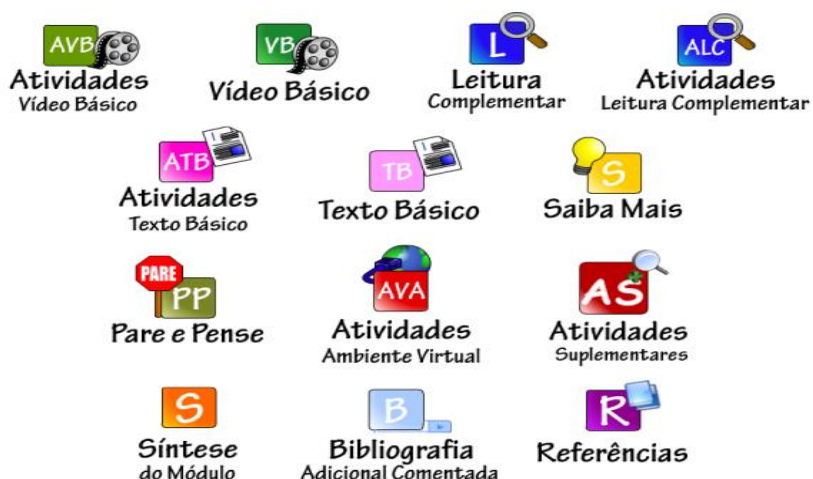 AVB
Atividades
Vídeo Básico
VB
Vídeo Básico
L
Leitura
Complementar
ALC
Atividades
Leitura Complementar
ATB
Atividades
Texto Básico
TB
Texto Básico
S
Saiba Mais
PARE
PP
Pare e Pense
AVA
Atividades
Ambiente Virtual
AS
Atividades
Suplementares
S
Síntese
do Módulo
B
Bibliografia
Adicional Comentada
R
Referências